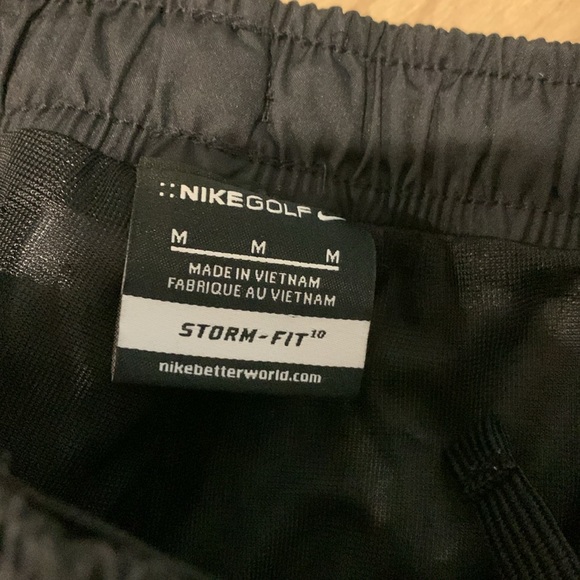 NIKEGOLF
M M M
MADE IN VIETNAM
FABRIQUE AU VIETNAM
STORM-FIT¹⁰
nikebetterworld.com